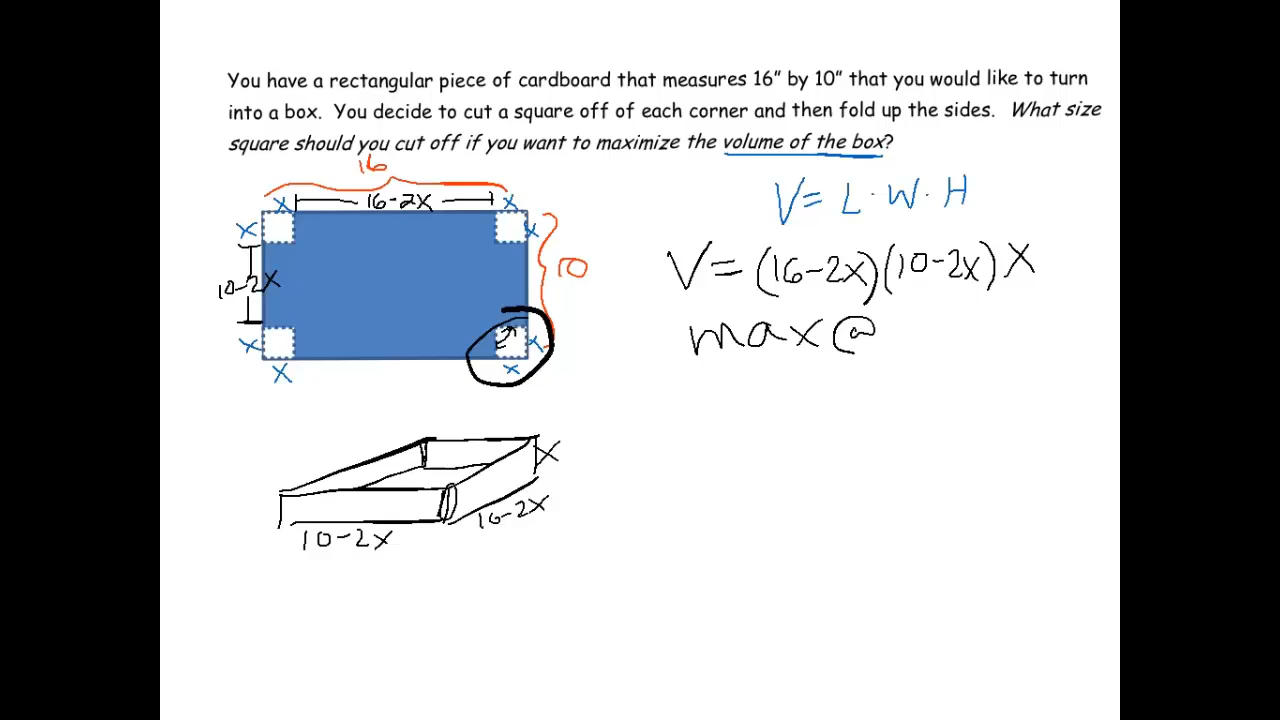 You have a rectangular piece of cardboard that measures 16” by 10” that you would like to turn
into a box. You decide to cut a square off of each corner and then fold up the sides. What size
square should you cut off if you want to maximize the volume of the box?
16
x 16-2x x
V= L · W · H
x x
10
V= (16-2x)(10-2x) x
10-2x
max @
x x
x x
x
10-2x 16-2x